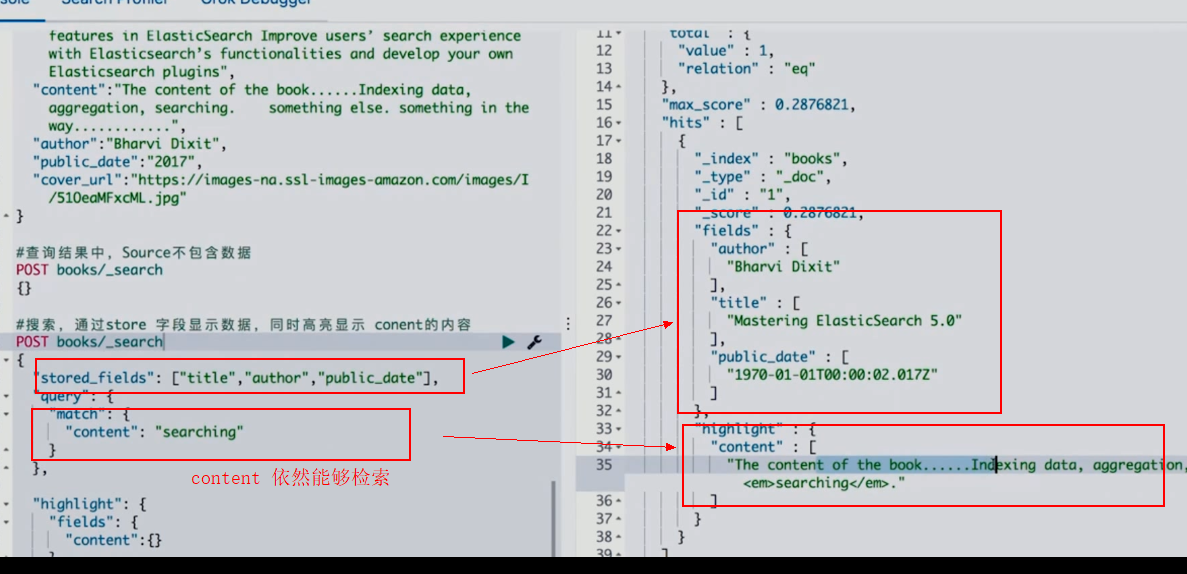 Search Profiler
Grok Debugger
features in ElasticSearch Improve users’ search experience
with Elasticsearch’s functionalities and develop your own
Elasticsearch plugins",
"content":"The content of the book......Indexing data,
aggregation, searching.    something else. something in the
way............",
"author":"Bharvi Dixit",
"public_date":"2017",
"cover_url":"https://images-na.ssl-images-amazon.com/images/I
/51OeaMFxcML.jpg"
}
#查询结果中，Source不包含数据
POST books/_search
{}
#搜索，通过store 字段显示数据，同时高亮显示 conent的内容
POST books/_search
{
"stored_fields": ["title","author","public_date"],
"query": {
"match": {
"content": "searching"
}
},
content 依然能够检索
"highlight": {
"fields": {
"content":{}
}
11 "total" : {
12 "value" : 1,
13 "relation" : "eq"
14 },
15 "max_score" : 0.2876821,
16 "hits" : [
17 {
18 "_index" : "books",
19 "_type" : "_doc",
20 "_id" : "1",
21 "_score" : 0.2876821,
22 "fields" : {
23 "author" : [
24 "Bharvi Dixit"
25 ],
26 "title" : [
27 "Mastering ElasticSearch 5.0"
28 ],
29 "public_date" : [
30 "1970-01-01T00:00:02.017Z"
31 ]
32 },
33 "highlight" : {
34 "content" : [
35 "The content of the book......Indexing data, aggregation,
<em>searching</em>."
36 ]
37 }
38 }
39 ]